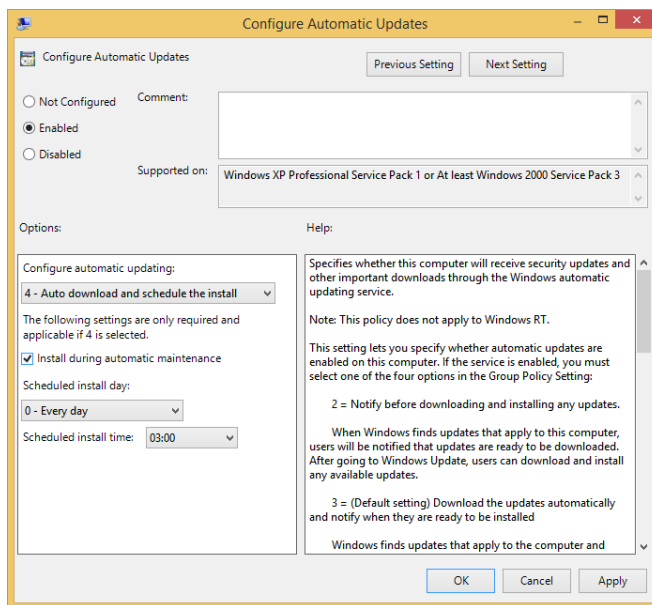 Configure Automatic Updates
Configure Automatic Updates
Previous Setting
Next Setting
Not Configured
Enabled
Disabled
Comment:
Supported on:
Windows XP Professional Service Pack 1 or At least Windows 2000 Service Pack 3
Options:
Help:
Configure automatic updating:
4 - Auto download and schedule the install
The following settings are only required and
applicable if 4 is selected.
Install during automatic maintenance
Scheduled install day:
0 - Every day
Scheduled install time:
03:00
Specifies whether this computer will receive security updates and
other important downloads through the Windows automatic
updating service.
Note: This policy does not apply to Windows RT.
This setting lets you specify whether automatic updates are
enabled on this computer. If the service is enabled, you must
select one of the four options in the Group Policy Setting:
2 = Notify before downloading and installing any updates.
When Windows finds updates that apply to this computer,
users will be notified that updates are ready to be downloaded.
After going to Windows Update, users can download and install
any available updates.
3 = (Default setting) Download the updates automatically
and notify when they are ready to be installed
Windows finds updates that apply to the computer and
OK
Cancel
Apply